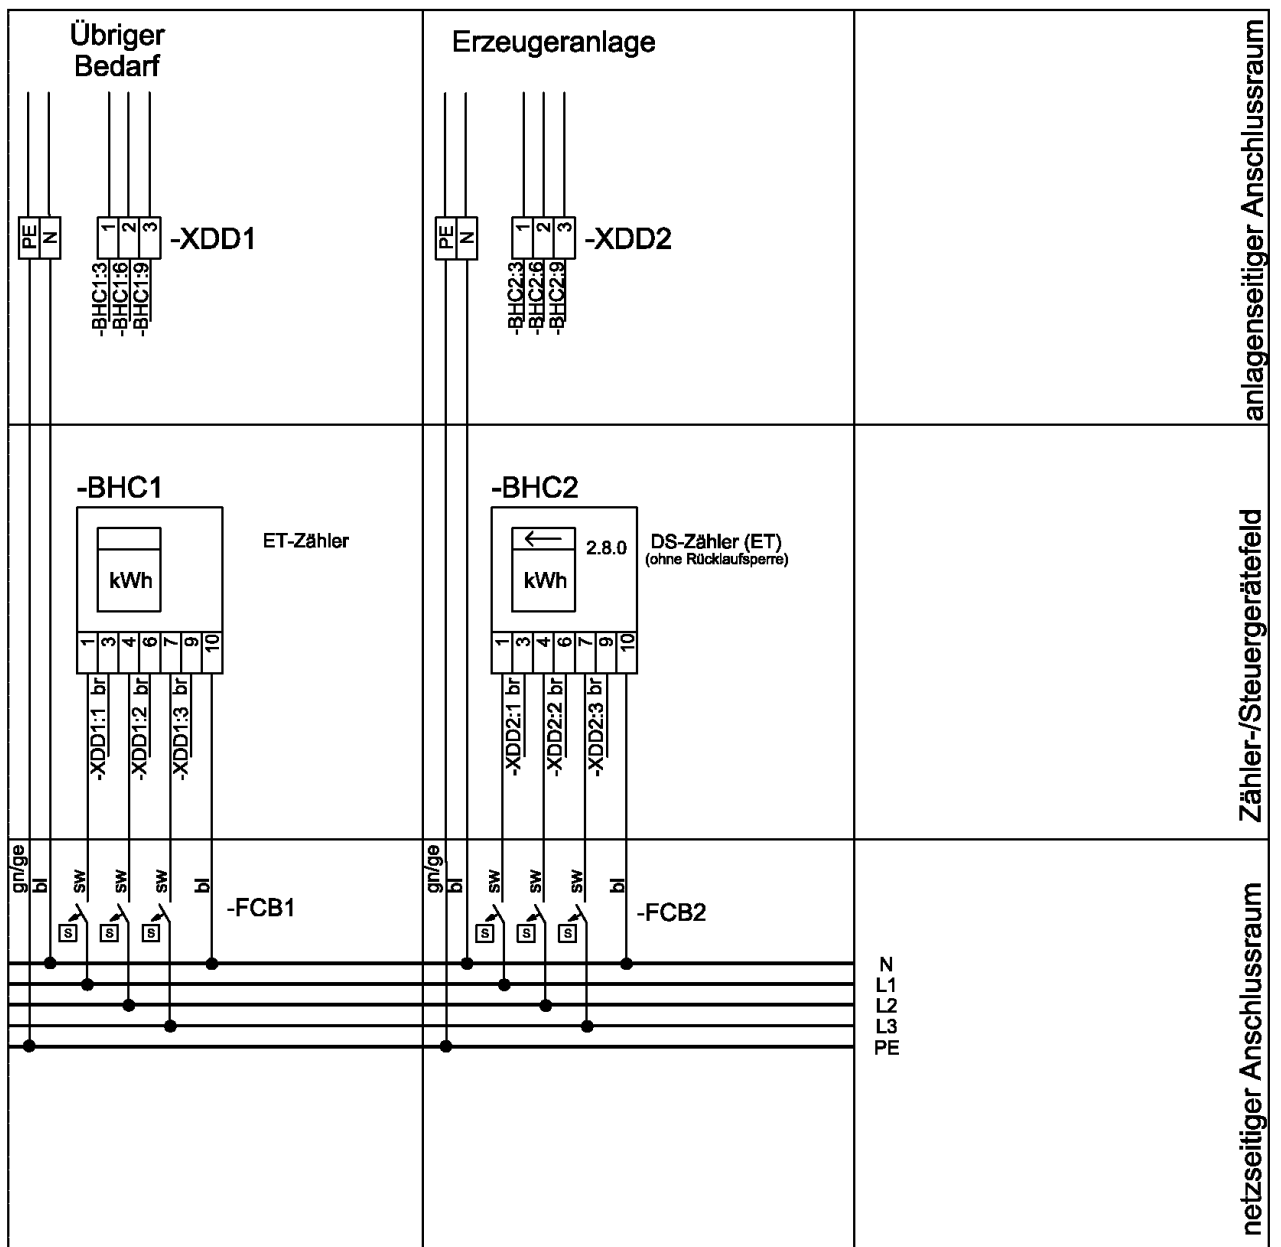 Übriger
Bedarf
Erzeugeranlage
anlagenseitiger Anschlussraum
PE
N
1
2
3
-XDD1
PE
N
1
2
3
-XDD2
-BHC1:3
-BHC1:6
-BHC1:9
-BHC2:3
-BHC2:6
-BHC2:9
-BHC1
ET-Zähler
kWh
1
3
4
6
7
9
10
-BHC2
2.8.0
DS-Zähler (ET)
(ohne Rücklaufsperre)
kWh
1
3
4
6
7
9
10
Zähler-/Steuergerätefeld
-XDD1:1 br
-XDD1:2 br
-XDD1:3 br
-XDD2:1 br
-XDD2:2 br
-XDD2:3 br
gn/ge
bl
sw
sw
sw
bl
-FCB1
s
s
s
gn/ge
bl
sw
sw
sw
bl
-FCB2
s
s
s
N
L1
L2
L3
PE
netzseitiger Anschlussraum